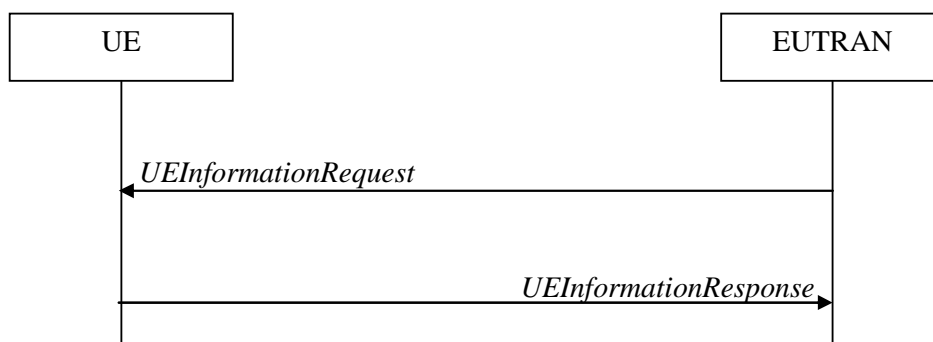 UE
EUTRAN
UEInformationRequest
UEInformationResponse